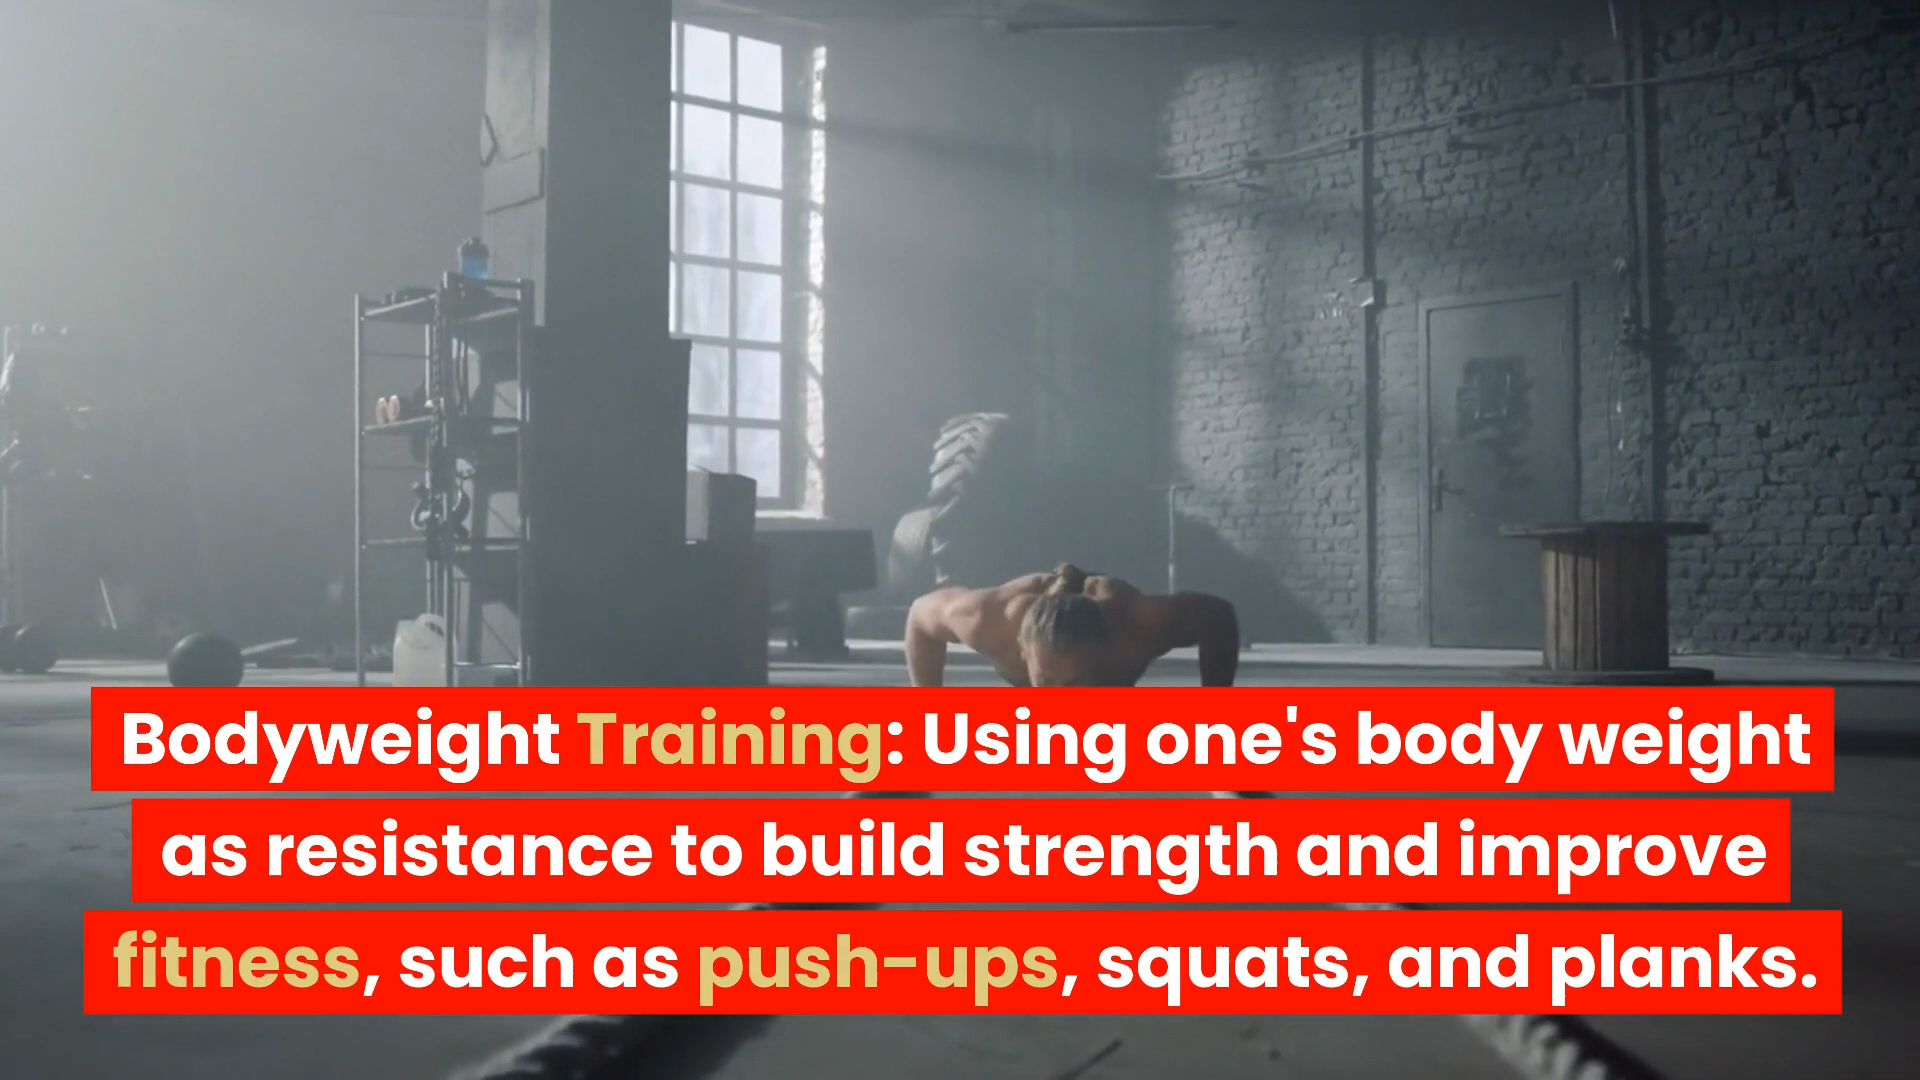 Bodyweight Training: Using one's body weight
as resistance to build strength and improve
fitness, such as push-ups, squats, and planks.